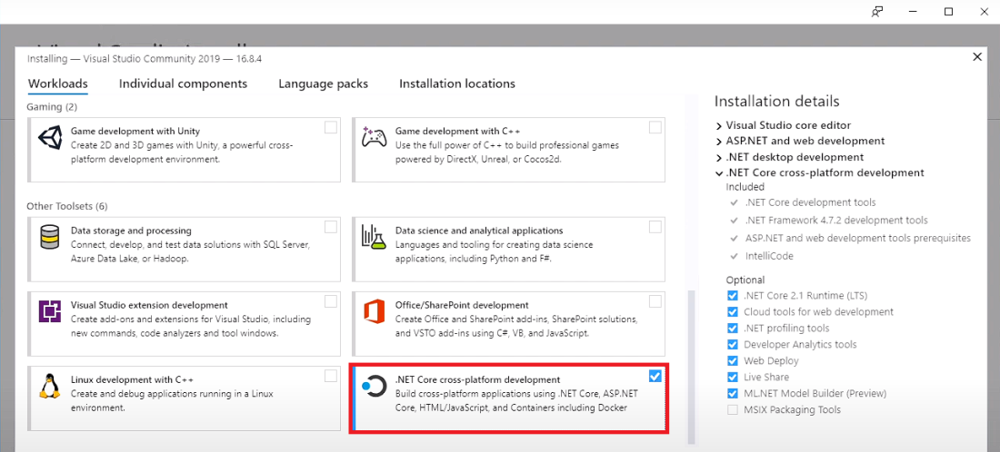 Installing — Visual Studio Community 2019 — 16.8.4
Workloads Individual components Language packs Installation locations
Gaming (2)
Game development with Unity
Create 2D and 3D games with Unity, a powerful cross-
platform development environment.
Game development with C++
Use the full power of C++ to build professional games
powered by DirectX, Unreal, or Cocos2d.
Other Toolsets (6)
Data storage and processing
Connect, develop, and test data solutions with SQL Server,
Azure Data Lake, or Hadoop.
Data science and analytical applications
Languages and tooling for creating data science
applications, including Python and F#.
Visual Studio extension development
Create add-ons and extensions for Visual Studio, including
new commands, code analyzers and tool windows.
Office/SharePoint development
Create Office and SharePoint add-ins, SharePoint solutions,
and VSTO add-ins using C#, VB, and JavaScript.
Linux development with C++
Create and debug applications running in a Linux
environment.
.NET Core cross-platform development
Build cross-platform applications using .NET Core, ASP.NET
Core, HTML/JavaScript, and Containers including Docker
Installation details
Visual Studio core editor
ASP.NET and web development
.NET desktop development
.NET Core cross-platform development
Included
.NET Core development tools
.NET Framework 4.7.2 development tools
ASP.NET and web development tools prerequisites
IntelliCode
Optional
.NET Core 2.1 Runtime (LTS)
Cloud tools for web development
.NET profiling tools
Developer Analytics tools
Web Deploy
Live Share
ML.NET Model Builder (Preview)
MSIX Packaging Tools